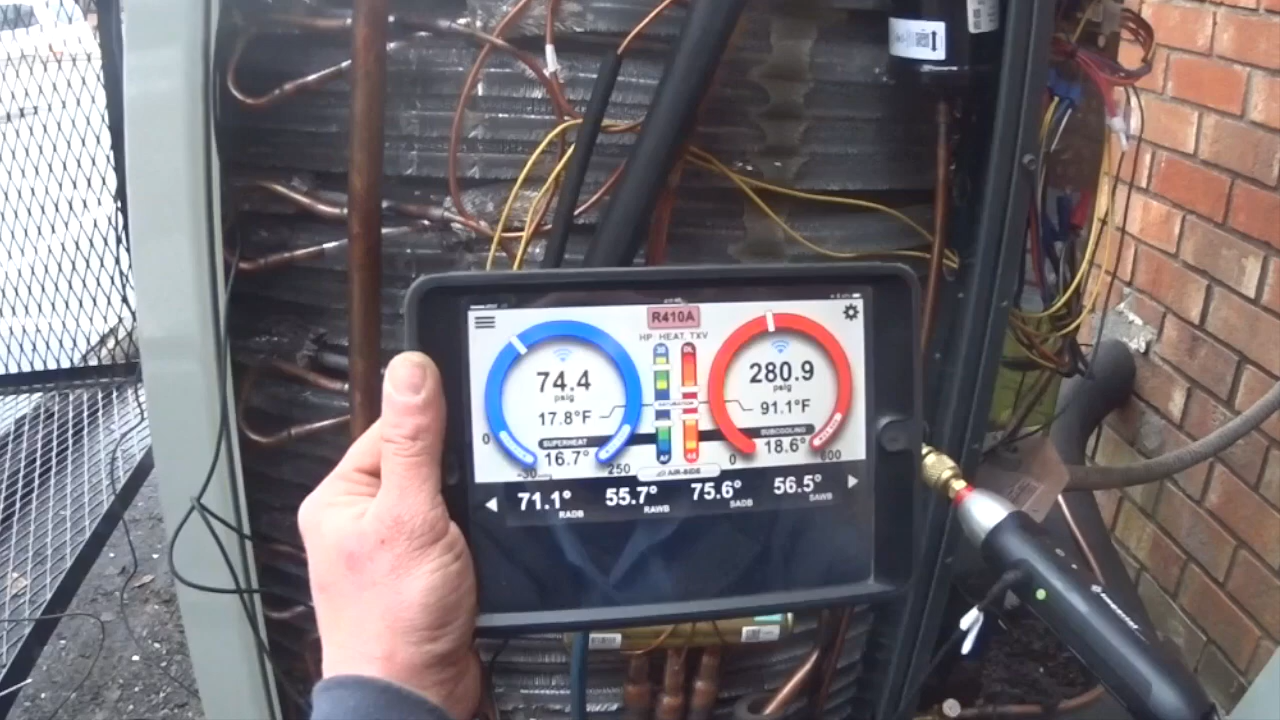 R410A
HP: HEAT, TXV
74.4
psig
17.8°F
SUPERHEAT
16.7°
0
-30
250
280.9
psig
91.1°F
SUBCOOLING
18.6°
0
600
AIR-SIDE
71.1°
RADB
55.7°
RAWB
75.6°
SADB
56.5°
SAWB